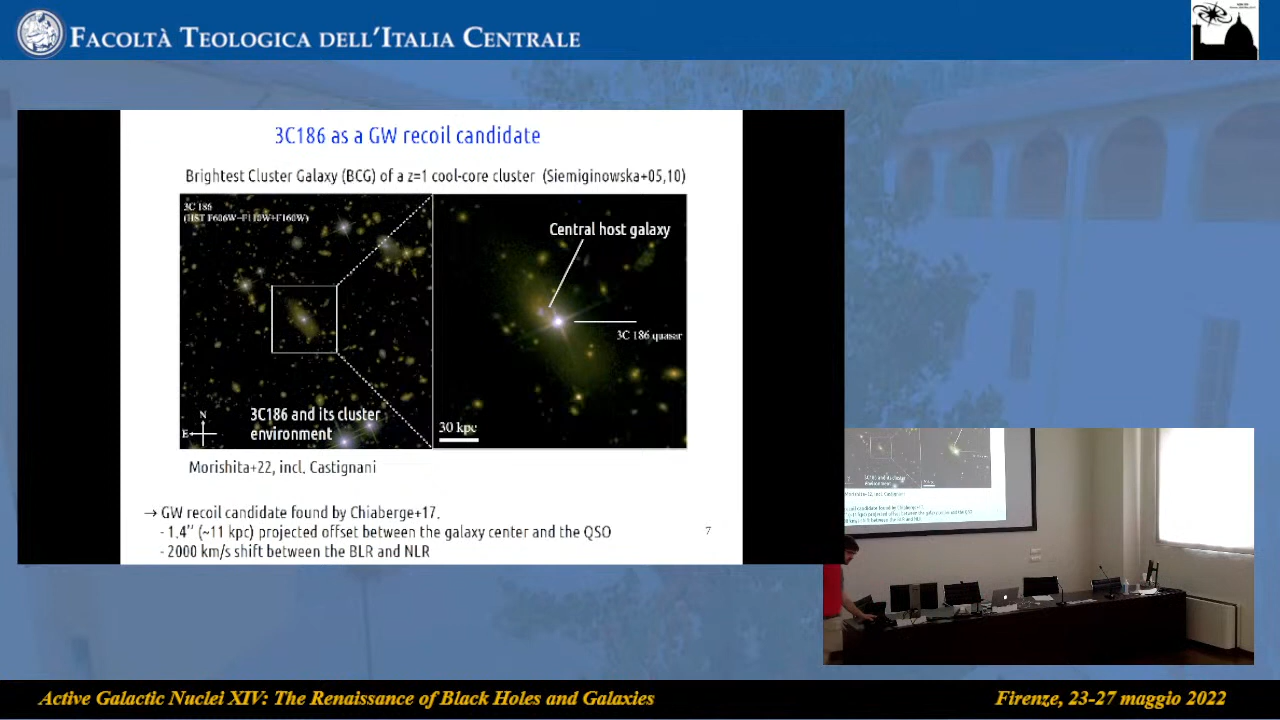 FACOLTÀ TEOLOGICA DELL'ITALIA CENTRALE
3C186 as a GW recoil candidate
Brightest Cluster Galaxy (BCG) of a z=1 cool-core cluster (Siemiginowska+05,10)
3C 186
(HST F606W+F110W+F160W)
Central host galaxy
3C 186 quasar
N
E
3C186 and its cluster
environment
30 kpc
Morishita+22, incl. Castignani
→ GW recoil candidate found by Chiaberge+17.
- 1.4’’ (~11 kpc) projected offset between the galaxy center and the QSO
- 2000 km/s shift between the BLR and NLR
7
Active Galactic Nuclei XIV: The Renaissance of Black Holes and Galaxies
Firenze, 23-27 maggio 2022